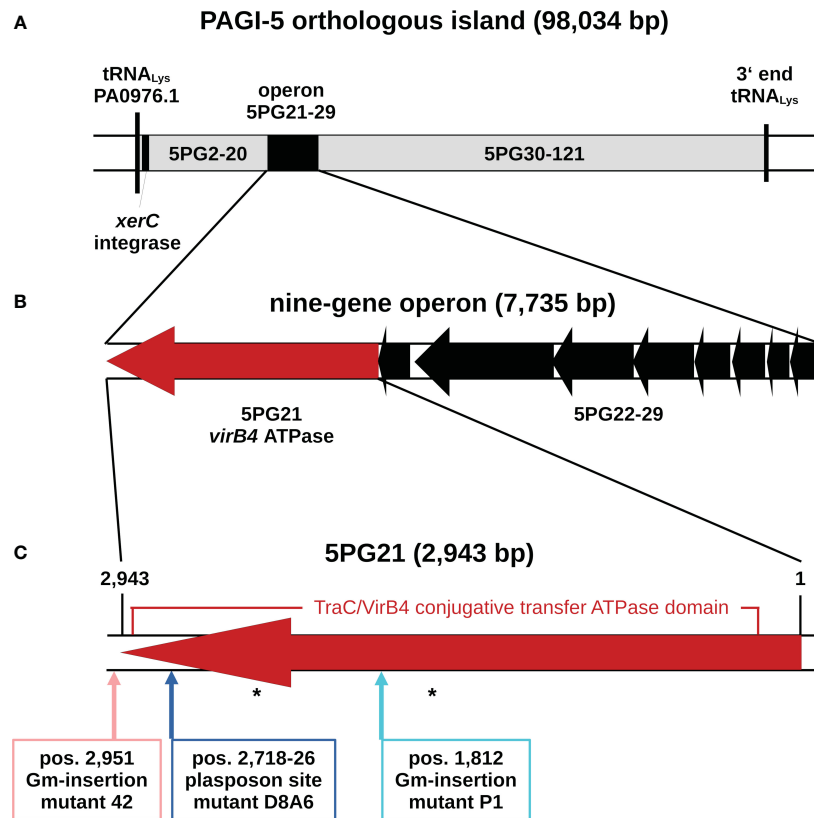 A
PAGI-5 orthologous island (98,034 bp)
tRNALys
PA0976.1
operon
5PG21-29
3‘ end
tRNALys
5PG2-20
5PG30-121
xerC
integrase
B
nine-gene operon (7,735 bp)
5PG21
virB4 ATPase
5PG22-29
C
5PG21 (2,943 bp)
2,943
1
TraC/VirB4 conjugative transfer ATPase domain
*
*
pos. 2,951
Gm-insertion
mutant 42
pos. 2,718-26
plasposon site
mutant D8A6
pos. 1,812
Gm-insertion
mutant P1